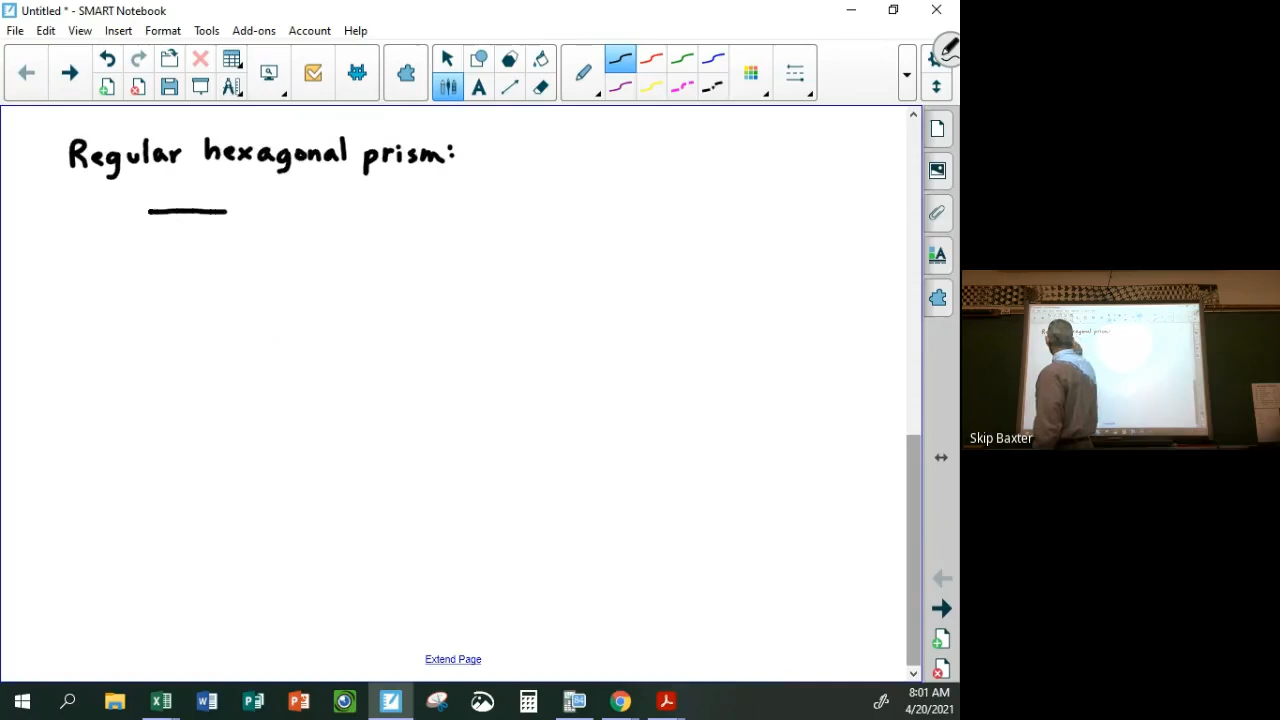 Untitled * - SMART Notebook
File Edit View Insert Format Tools Add-ons Account Help
Regular hexagonal prism:
Skip Baxter
Extend Page
8:01 AM
4/20/2021